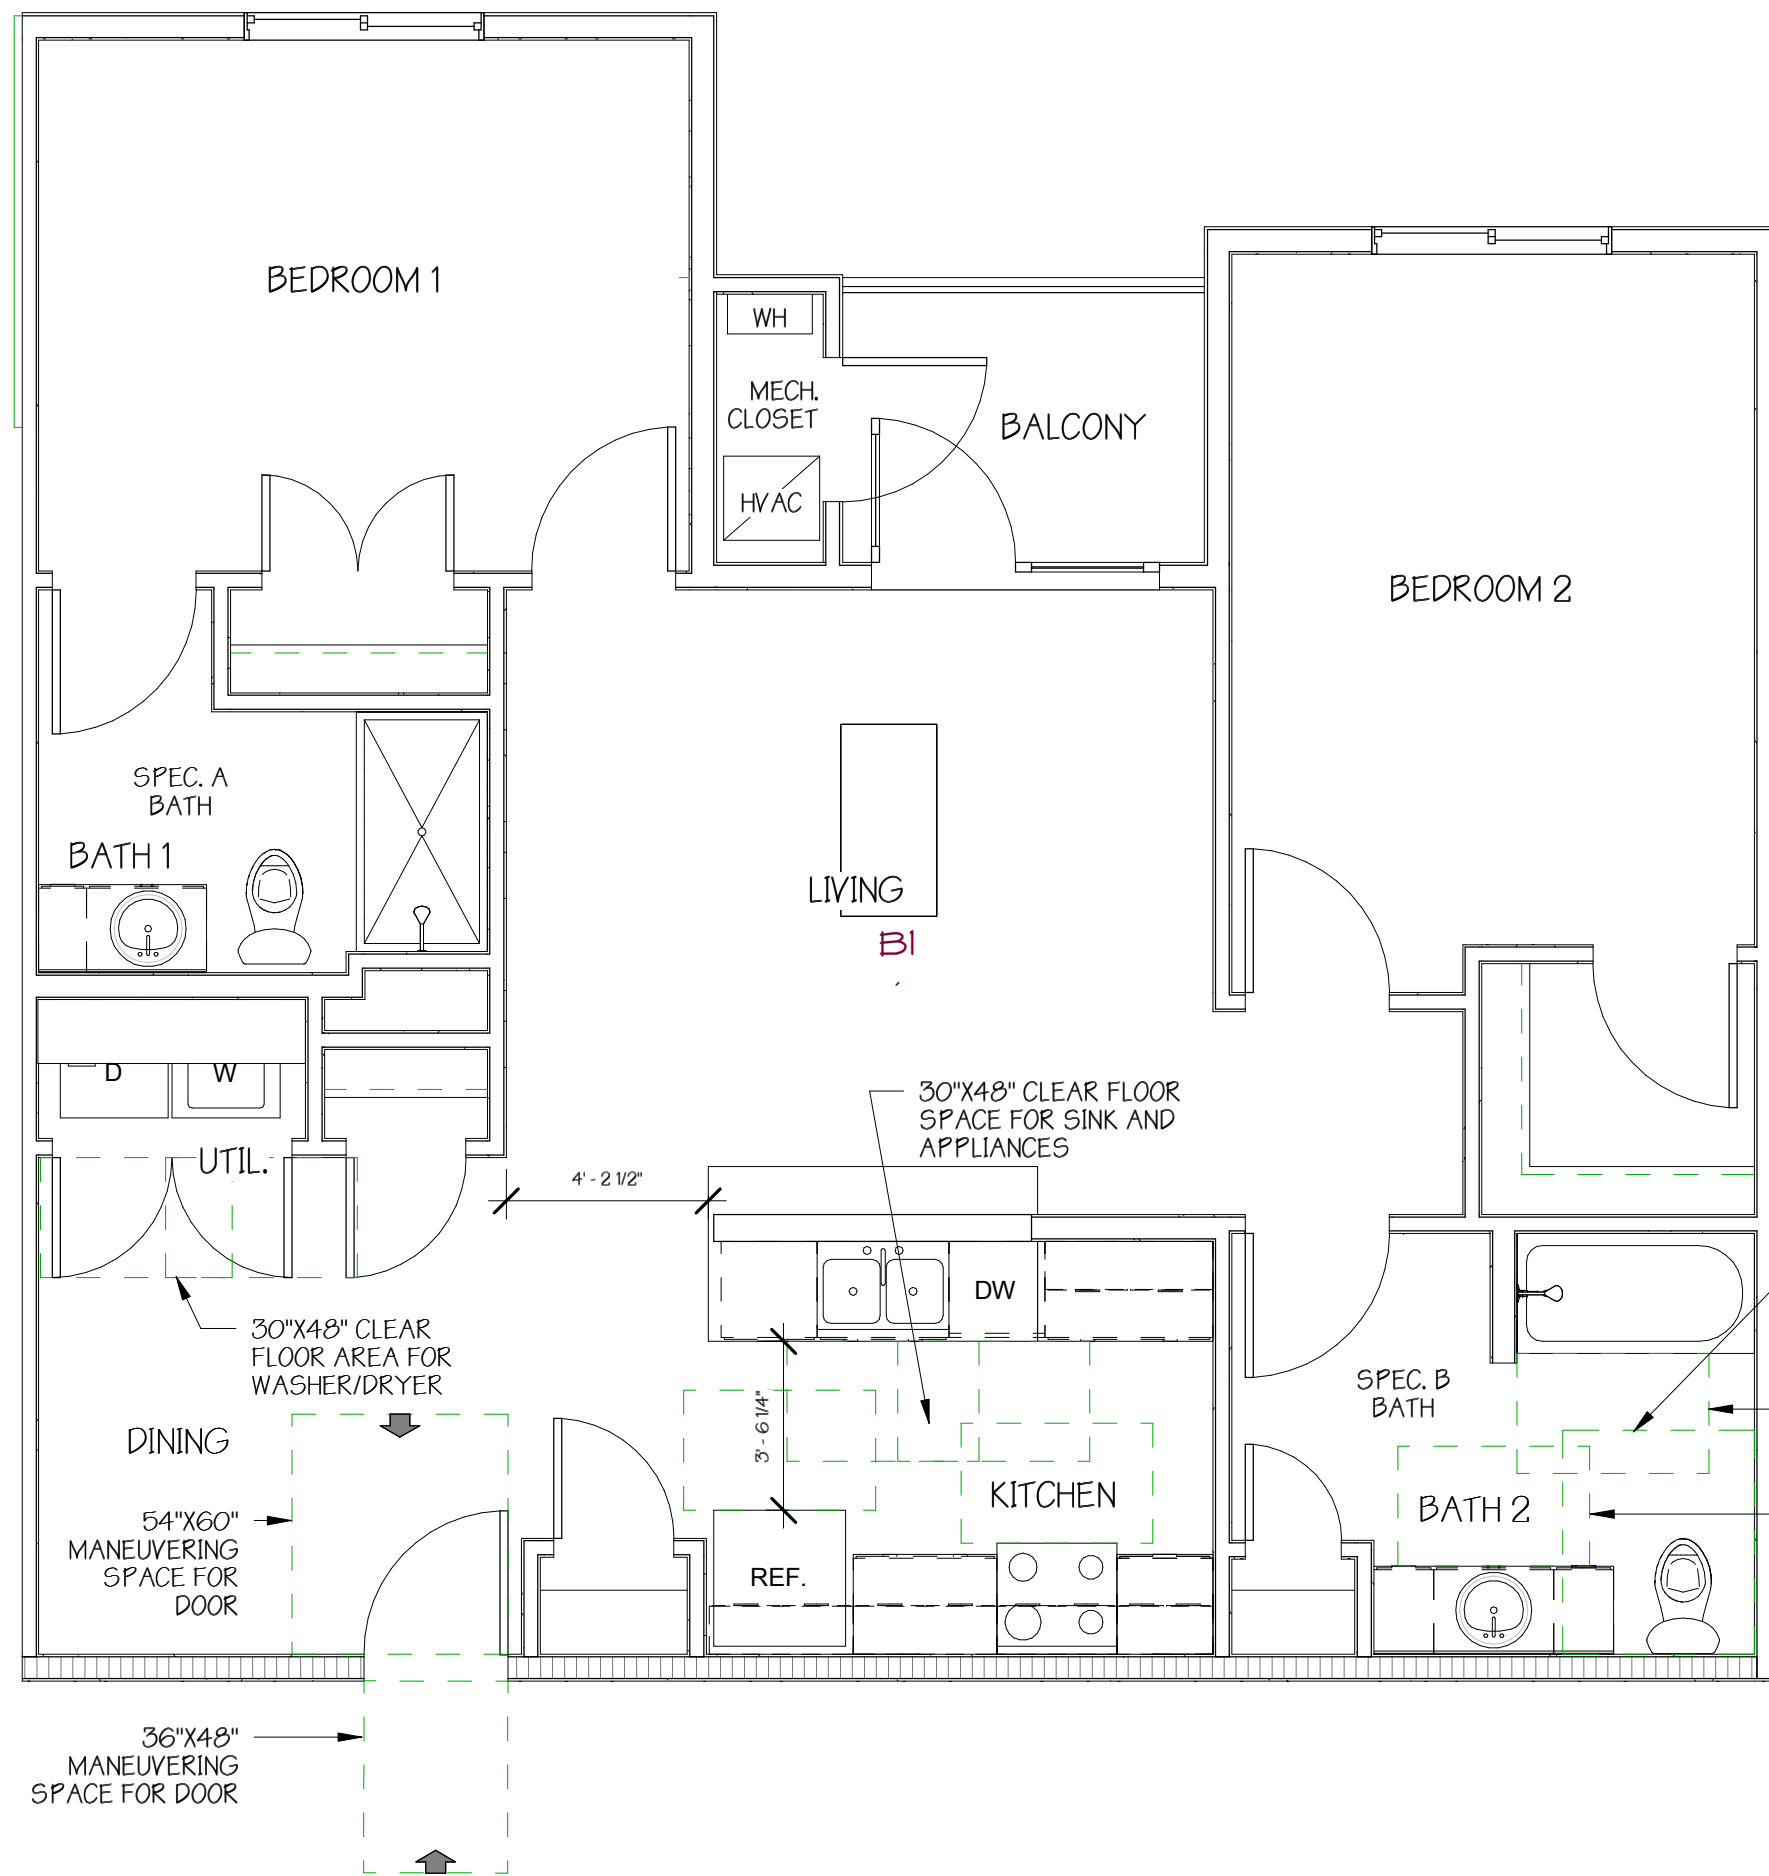 BEDROOM 1
WH
MECH.
CLOSET
BALCONY
HVAC
BEDROOM 2
SPEC. A
BATH
BATH 1
LIVING
B1
D
W
30"X48" CLEAR FLOOR
SPACE FOR SINK AND
APPLIANCES
UTIL.
4' - 2 1/2"
DW
30"X48" CLEAR
FLOOR AREA FOR
WASHER/DRYER
SPEC. B
BATH
3' - 6 1/4"
DINING
KITCHEN
BATH 2
54"X60"
MANEUVERING
SPACE FOR
DOOR
REF.
36"X48"
MANEUVERING
SPACE FOR DOOR